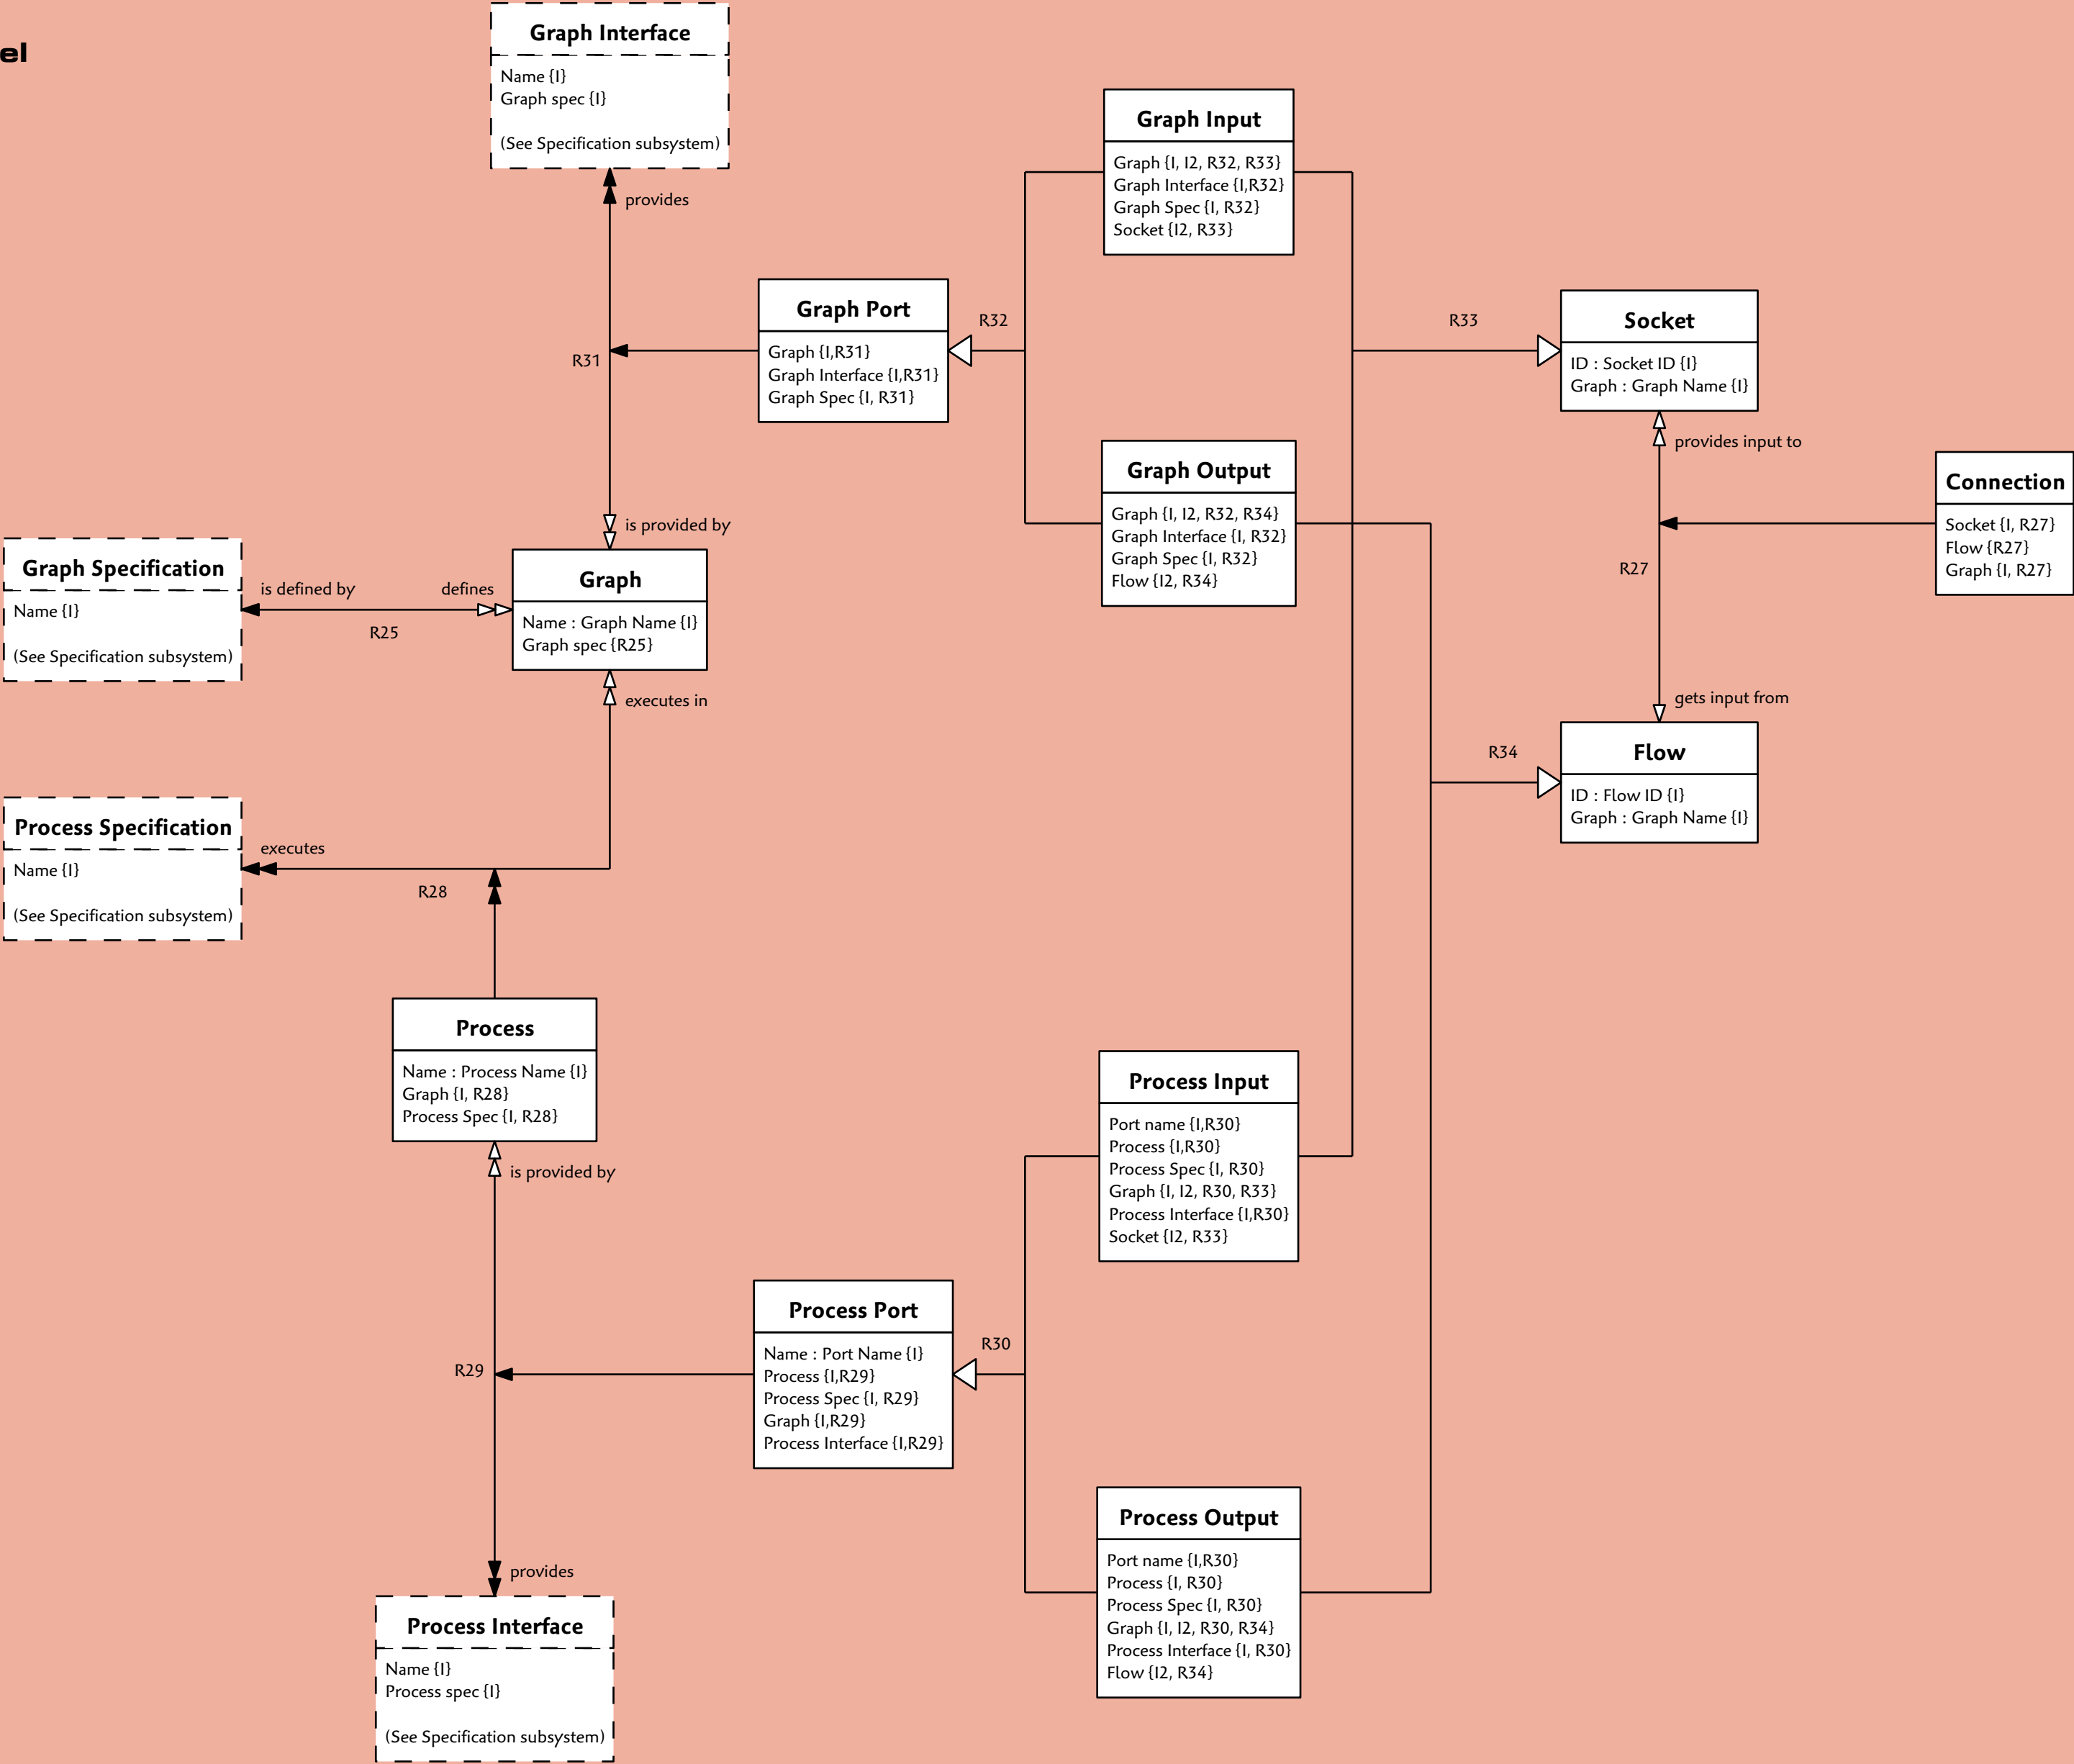 el
Graph Interface
Name {I}
Graph spec {I}
(See Specification subsystem)
provides
R31
is provided by
Graph Input
Graph {I, I2, R32, R33}
Graph Interface {I,R32}
Graph Spec {I, R32}
Socket {I2, R33}
Graph Port
Graph {I,R31}
Graph Interface {I,R31}
Graph Spec {I, R31}
R32
R33
Socket
ID : Socket ID {I}
Graph : Graph Name {I}
provides input to
Graph Output
Graph {I, I2, R32, R34}
Graph Interface {I, R32}
Graph Spec {I, R32}
Flow {I2, R34}
Connection
Socket {I, R27}
Flow {R27}
Graph {I, R27}
R27
gets input from
Graph Specification
Name {I}
(See Specification subsystem)
is defined by
defines
R25
Graph
Name : Graph Name {I}
Graph spec {R25}
executes in
R34
Flow
ID : Flow ID {I}
Graph : Graph Name {I}
Process Specification
Name {I}
(See Specification subsystem)
executes
R28
Process
Name : Process Name {I}
Graph {I, R28}
Process Spec {I, R28}
is provided by
Process Input
Port name {I,R30}
Process {I,R30}
Process Spec {I, R30}
Graph {I, I2, R30, R33}
Process Interface {I,R30}
Socket {I2, R33}
R29
Process Port
Name : Port Name {I}
Process {I,R29}
Process Spec {I, R29}
Graph {I,R29}
Process Interface {I,R29}
R30
Process Output
Port name {I,R30}
Process {I, R30}
Process Spec {I, R30}
Graph {I, I2, R30, R34}
Process Interface {I, R30}
Flow {I2, R34}
provides
Process Interface
Name {I}
Process spec {I}
(See Specification subsystem)